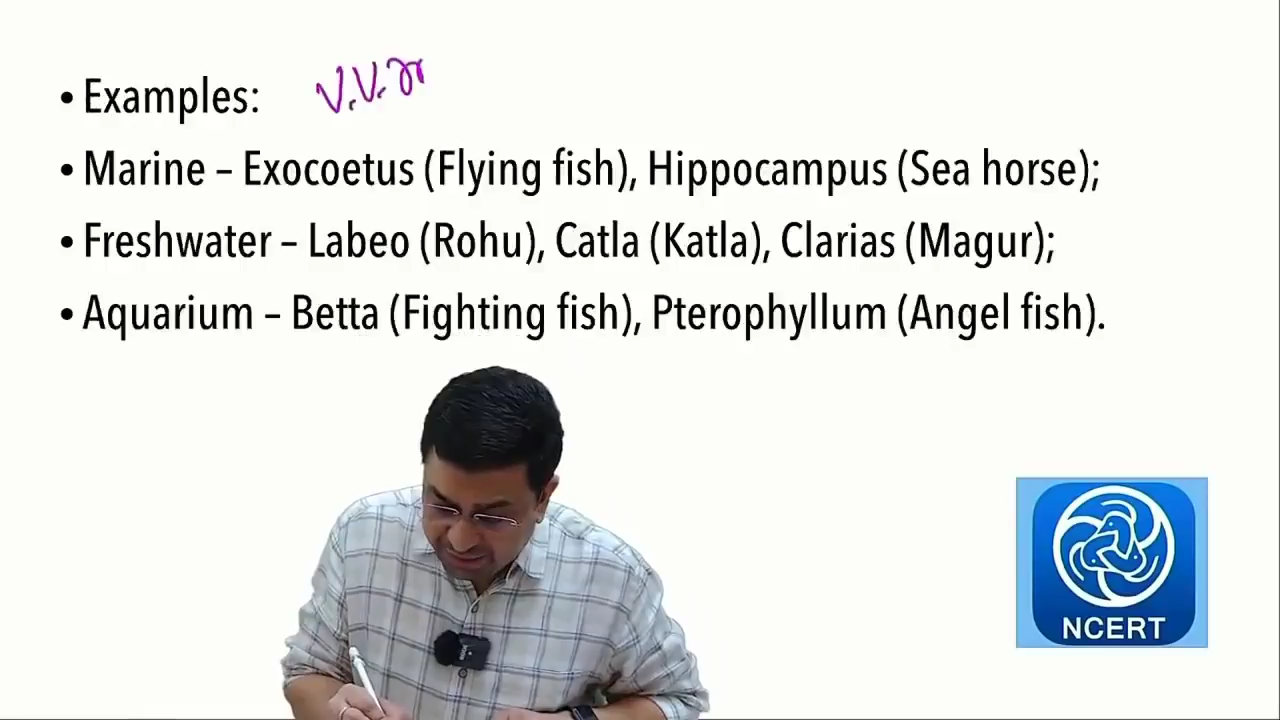 • Examples: V.V.
• Marine – Exocoetus (Flying fish), Hippocampus (Sea horse);
• Freshwater – Labeo (Rohu), Catla (Katla), Clarias (Magur);
• Aquarium – Betta (Fighting fish), Pterophyllum (Angel fish).
NCERT